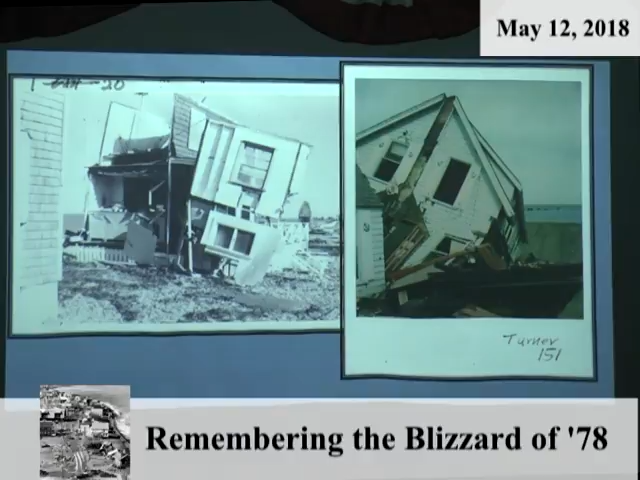 May 12, 2018
Turner
151
Remembering the Blizzard of '78